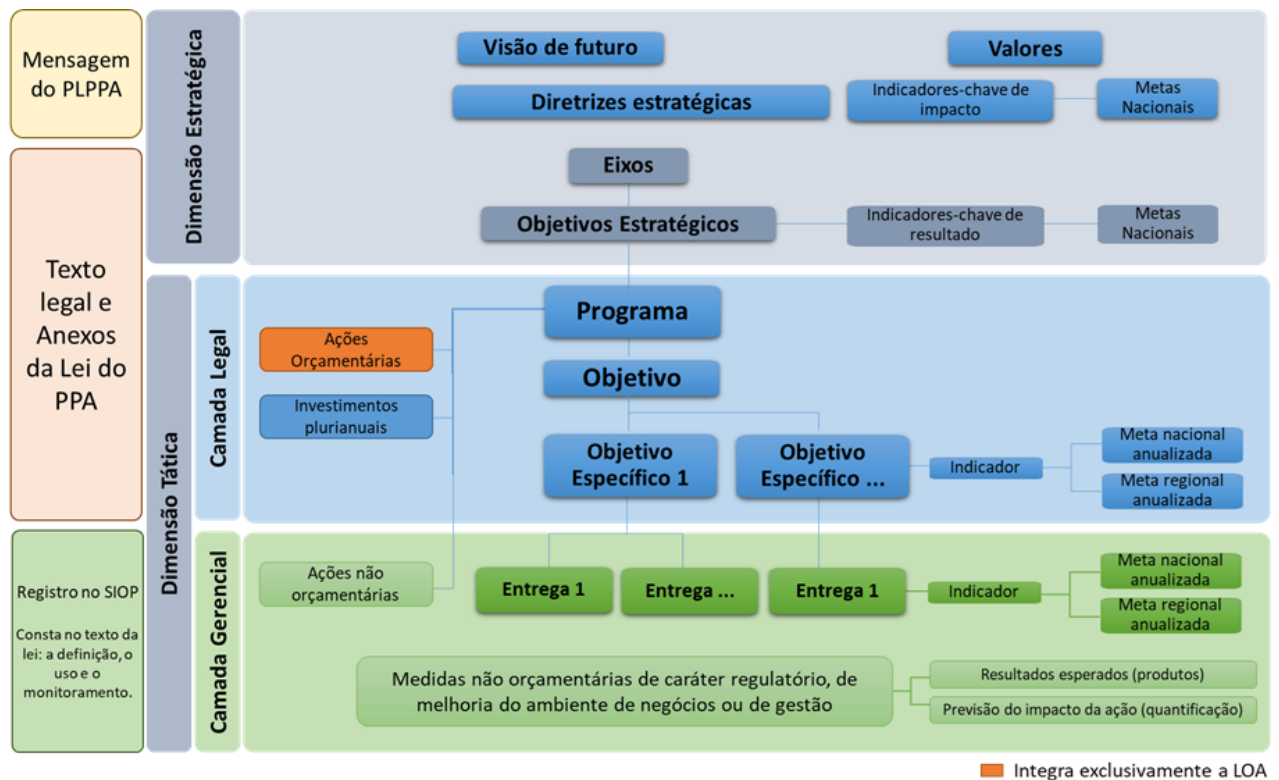 Mensagem
do PLPPA
Texto
legal e
Anexos
da Lei do
PPA
Registro no SIOP
Consta no texto da
lei: a definição, o
uso e o
monitoramento.
Dimensão Estratégica
Visão de futuro
Valores
Diretrizes estratégicas
Indicadores-chave de
impacto
Metas
Nacionais
Eixos
Objetivos Estratégicos
Indicadores-chave de
resultado
Metas
Nacionais
Dimensão Tática
Camada Legal
Programa
Ações
Orçamentárias
Objetivo
Investimentos
plurianuais
Objetivo
Específico 1
Objetivo
Específico ...
Indicador
Meta nacional
anualizada
Meta regional
anualizada
Camada Gerencial
Ações não
orçamentárias
Entrega 1
Entrega ...
Entrega 1
Indicador
Meta nacional
anualizada
Meta regional
anualizada
Medidas não orçamentárias de caráter regulatório, de
melhoria do ambiente de negócios ou de gestão
Resultados esperados (produtos)
Previsão do impacto da ação (quantificação)
Integra exclusivamente a LOA